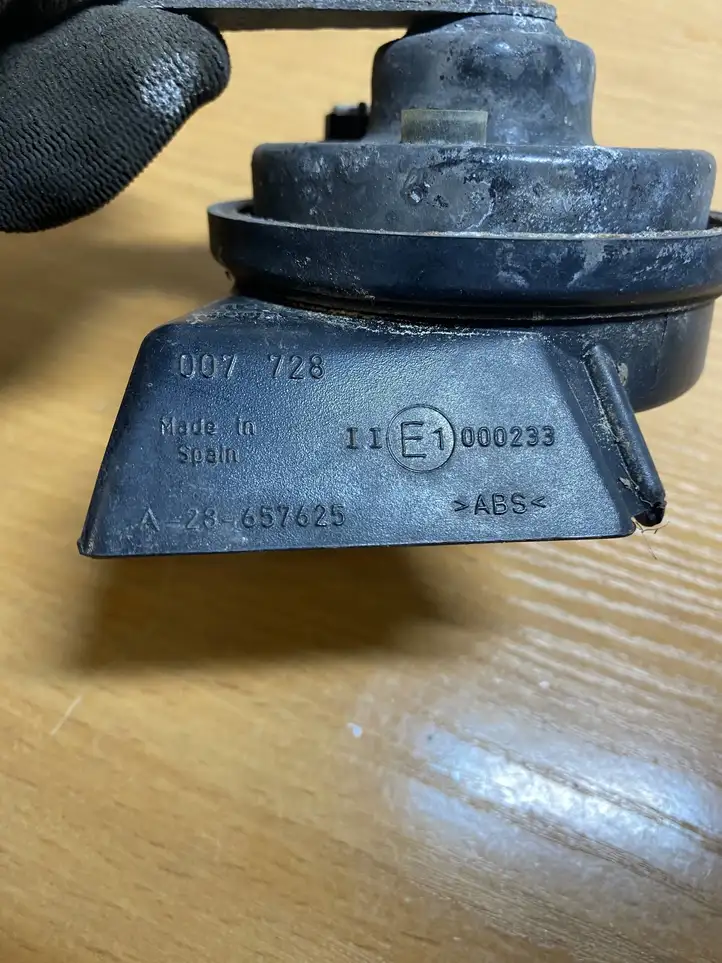 007 728
Made in
Spain
II E1 000233
A-28-657625
>ABS<